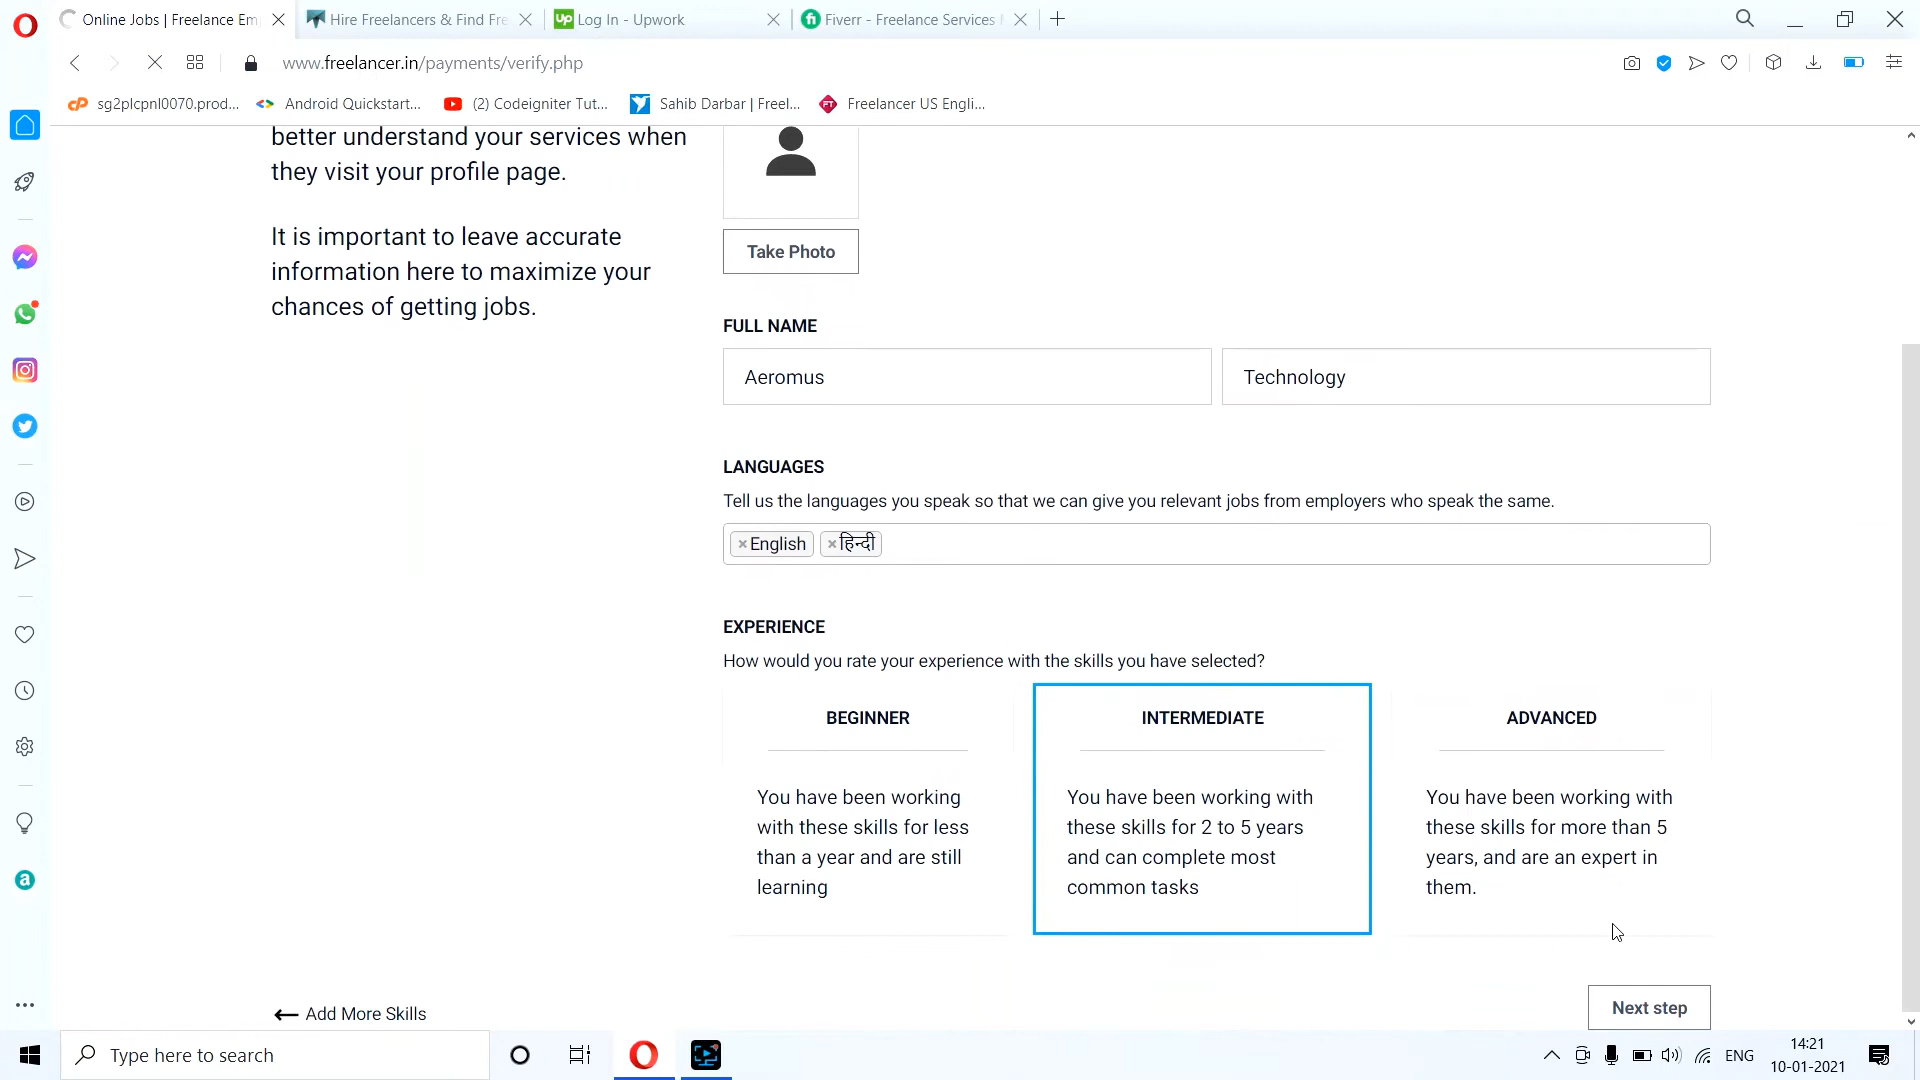 Online Jobs | Freelance Em
Hire Freelancers & Find Fre
up Log In - Upwork
fi Fiverr - Freelance Services
www.freelancer.in/payments/verify.php
cP sg2plcpnl0070.prod...
Android Quickstart...
(2) Codeigniter Tut...
Sahib Darbar | Freel...
FT Freelancer US Engli...
better understand your services when
they visit your profile page.
It is important to leave accurate
information here to maximize your
chances of getting jobs.
Take Photo
FULL NAME
Aeromus
Technology
LANGUAGES
Tell us the languages you speak so that we can give you relevant jobs from employers who speak the same.
×English ×हिन्दी
EXPERIENCE
How would you rate your experience with the skills you have selected?
BEGINNER
You have been working
with these skills for less
than a year and are still
learning
INTERMEDIATE
You have been working with
these skills for 2 to 5 years
and can complete most
common tasks
ADVANCED
You have been working with
these skills for more than 5
years, and are an expert in
them.
← Add More Skills
Next step
a
Type here to search
ENG
14:21
10-01-2021